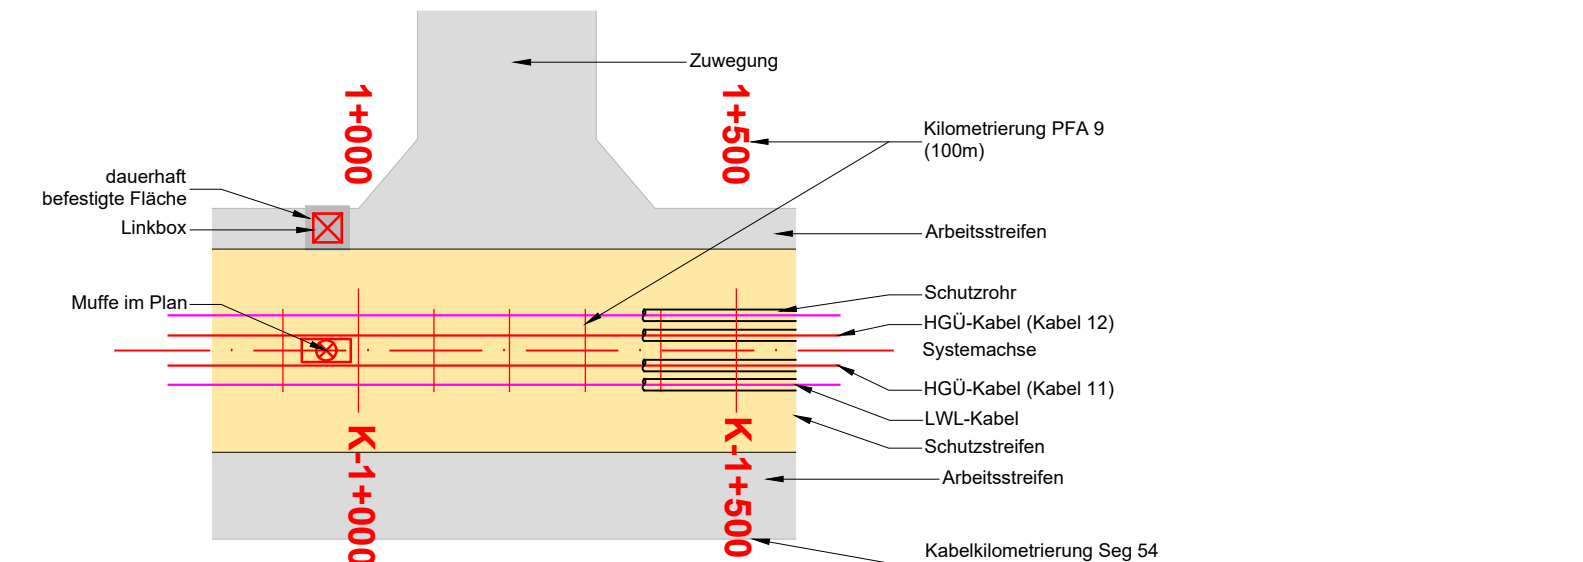 Zuwegung
1+000
1+500
Kilometrierung PFA 9
(100m)
dauerhaft
befestigte Fläche
Linkbox
Arbeitsstreifen
Muffe im Plan
Schutzrohr
HGÜ-Kabel (Kabel 12)
Systemachse
HGÜ-Kabel (Kabel 11)
LWL-Kabel
Schutzstreifen
Arbeitsstreifen
K-1+000
K-1+500
Kabelkilometrierung Seg 54